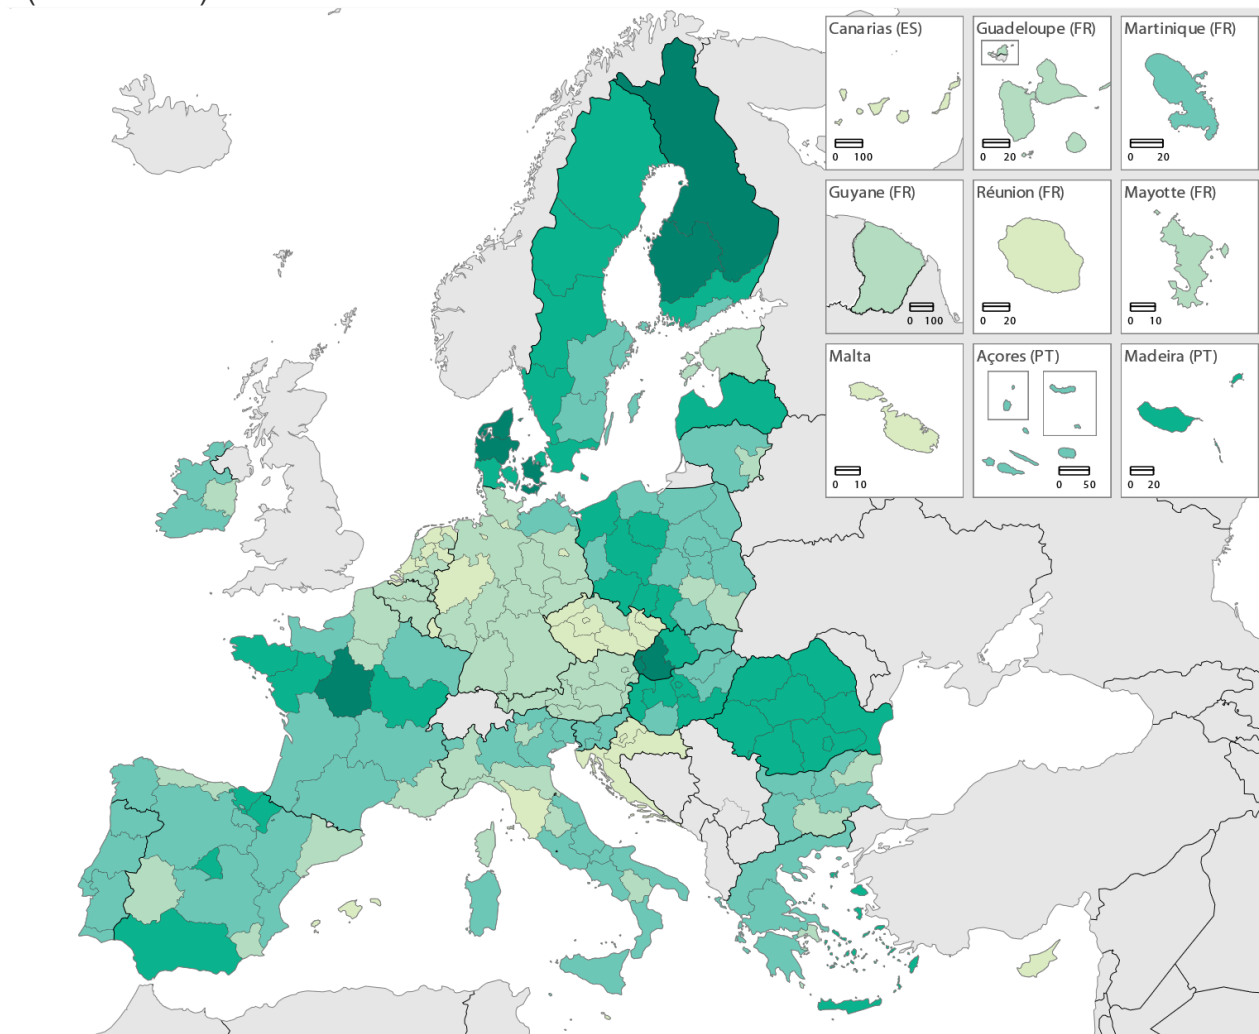 Canarias (ES)
0 100
Guadeloupe (FR)
0 20
Martinique (FR)
0 20
Guyane (FR)
0 100
Réunion (FR)
0 20
Mayotte (FR)
0 10
Malta
0 10
Açores (PT)
0 50
Madeira (PT)
0 20